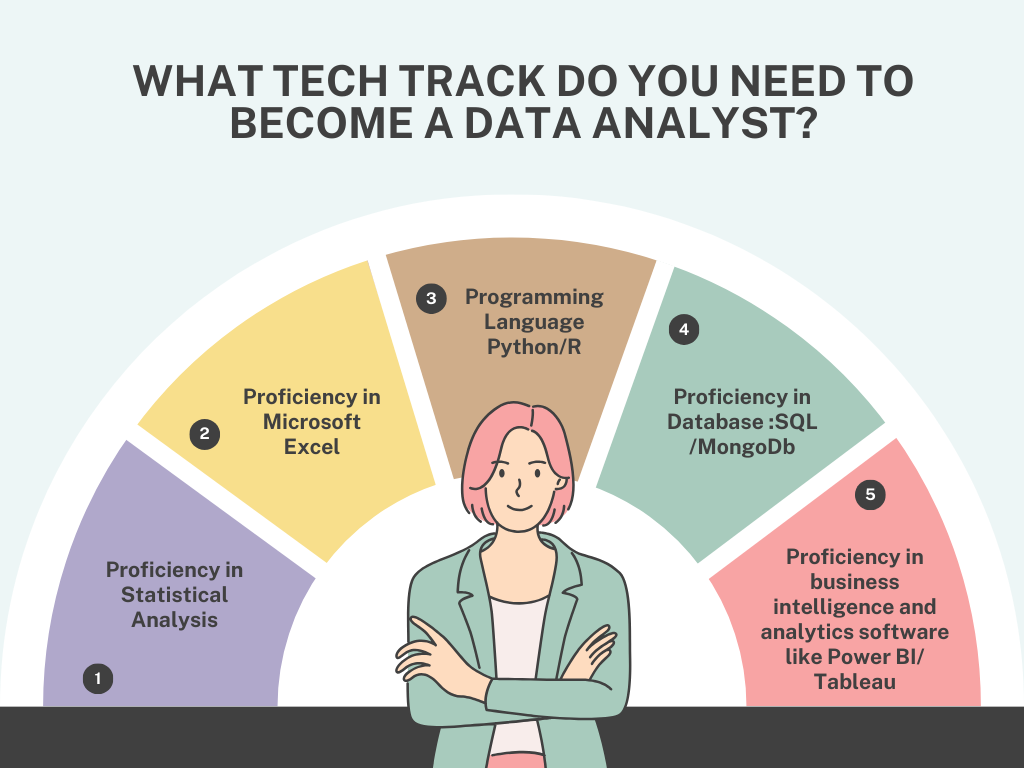 WHAT TECH TRACK DO YOU NEED TO
BECOME A DATA ANALYST?
1
Proficiency in
Statistical
Analysis
2
Proficiency in
Microsoft
Excel
3
Programming
Language
Python/R
4
Proficiency in
Database :SQL
/MongoDb
5
Proficiency in
business
intelligence and
analytics software
like Power BI/
Tableau